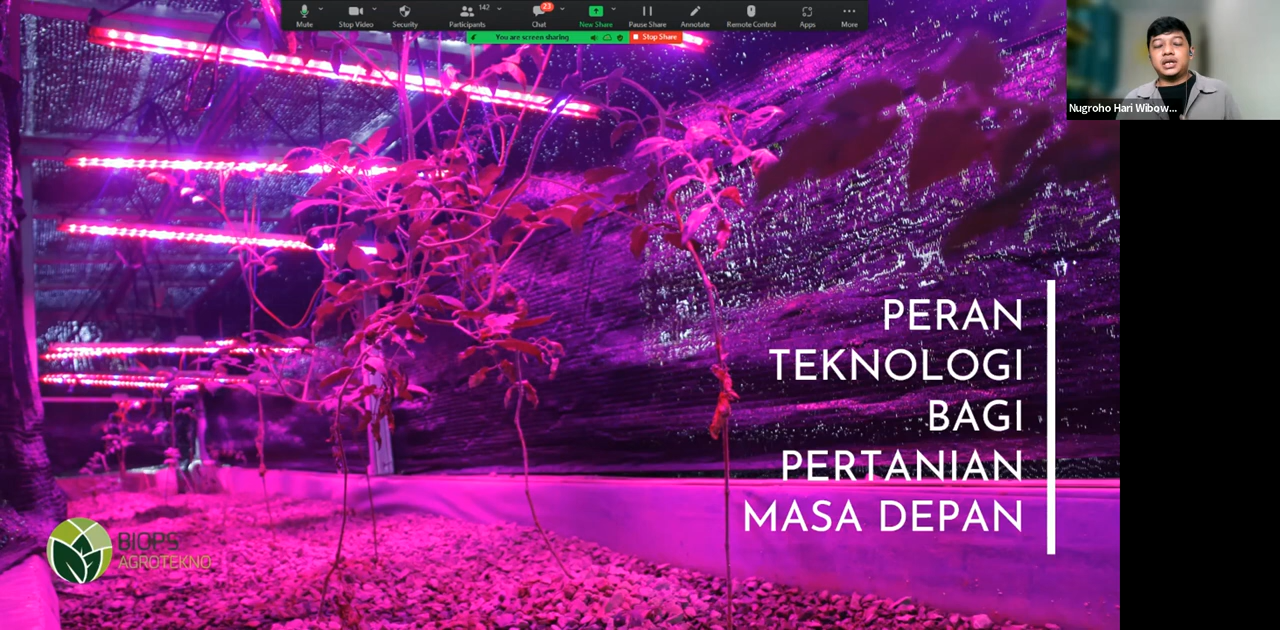 142
23
Mute
Stop Video
Security
Participants
Chat
New Share
Pause Share
Annotate
Remote Control
Apps
More
You are screen sharing
Stop Share
Nugroho Hari Wibow...
PERAN
TEKNOLOGI
BAGI
PERTANIAN
MASA DEPAN
BIOPS
AGROTEKNO